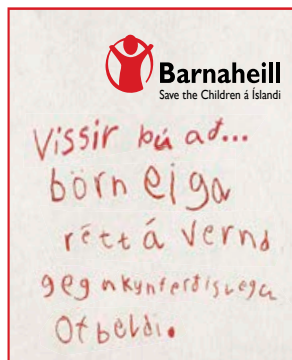 Barnaheill
Save the Children á Íslandi
Vissir þú að...
börn eiga
rétt á vernd
gegn kynferðislegu
ofbeldi.